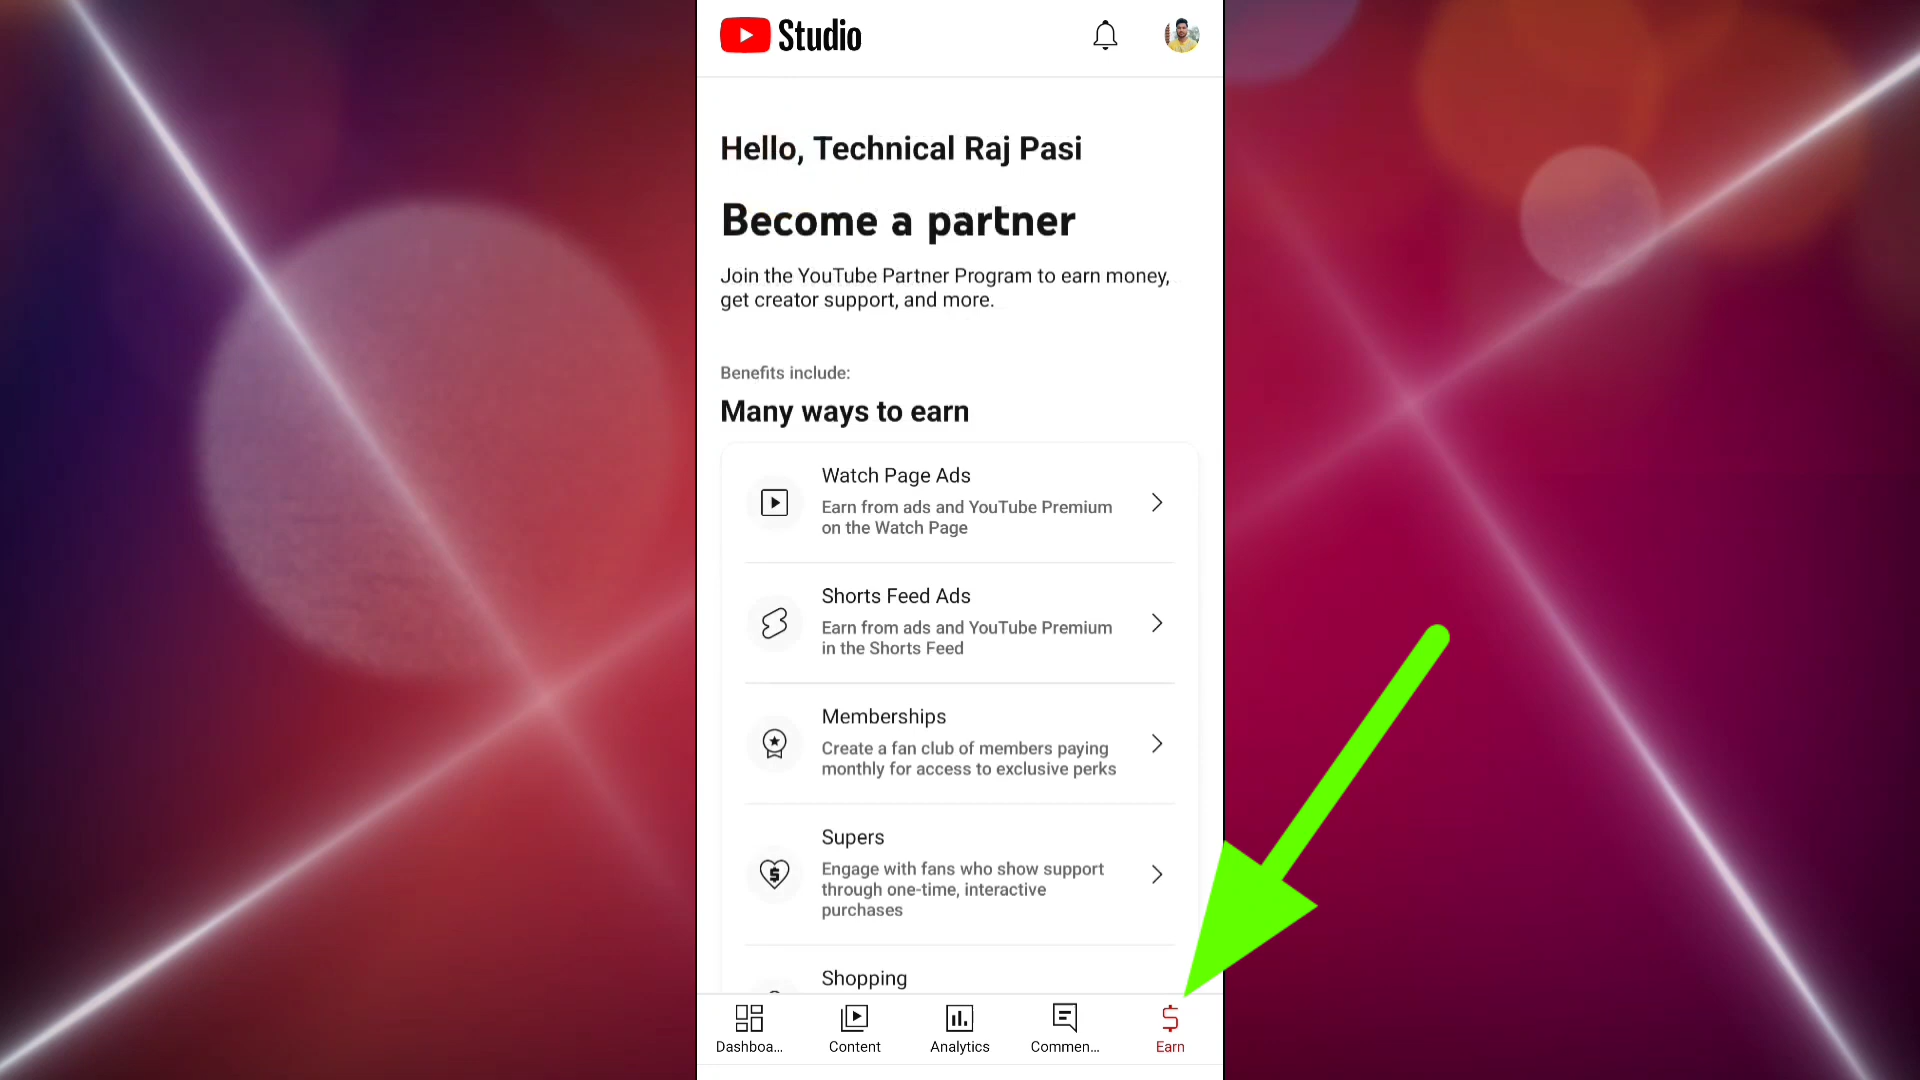 Studio
Hello, Technical Raj Pasi
Become a partner
Join the YouTube Partner Program to earn money,
get creator support, and more.
Benefits include:
Many ways to earn
Watch Page Ads
Earn from ads and YouTube Premium
on the Watch Page
Shorts Feed Ads
Earn from ads and YouTube Premium
in the Shorts Feed
Memberships
Create a fan club of members paying
monthly for access to exclusive perks
Supers
Engage with fans who show support
through one-time, interactive
purchases
Shopping
Dashboa...
Content
Analytics
Commen...
Earn